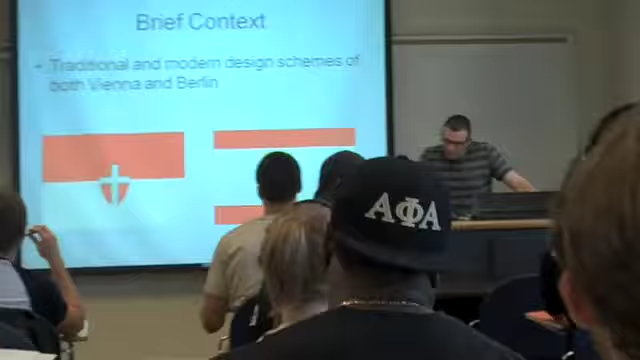 Brief Context
• Traditional and modern design schemes of
both Vienna and Berlin
ΑΦΑ